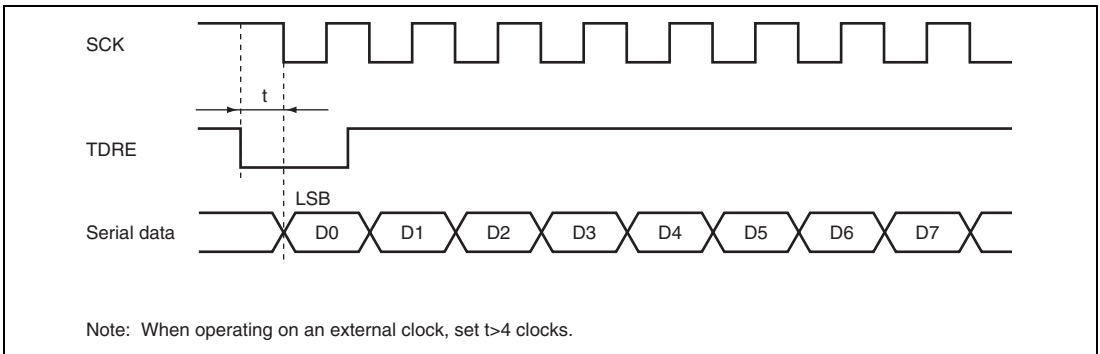 SCK
t
TDRE
LSB
Serial data D0 D1 D2 D3 D4 D5 D6 D7
Note: When operating on an external clock, set t>4 clocks.